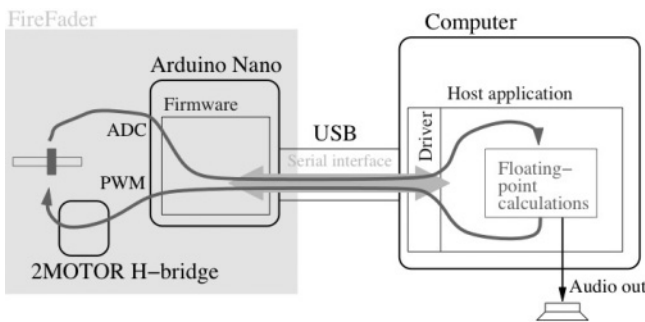 FireFader
Computer
Arduino Nano
Firmware
Host application
ADC
USB
Driver
Serial interface
PWM
Floating–
point
calculations
2MOTOR H–bridge
Audio out